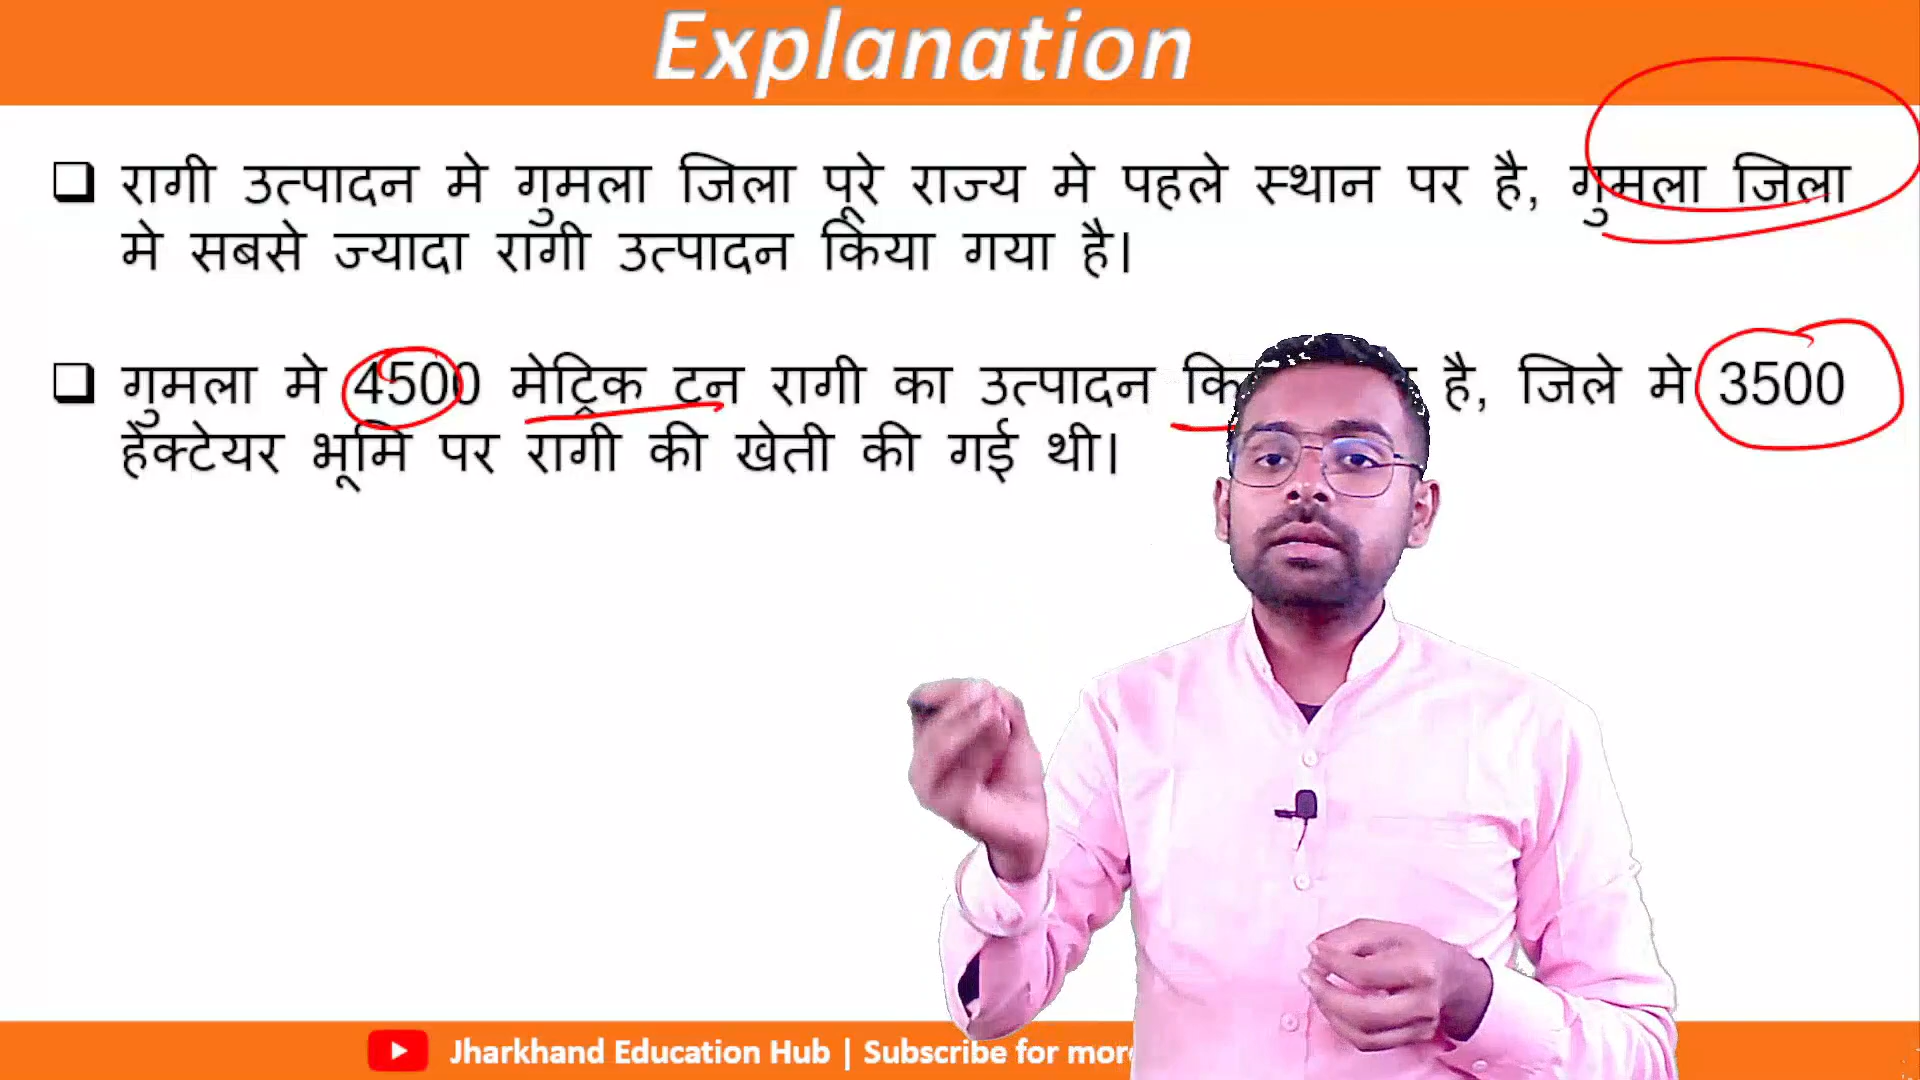 Explanation
❑ रागी उत्पादन मे गुमला जिला पूरे राज्य मे पहले स्थान पर है, गुमला जिला
मे सबसे ज्यादा रागी उत्पादन किया गया है।
❑ गुमला मे 4500 मेट्रिक टन रागी का उत्पादन है, जिले मे 3500
हेक्टेयर भूमि पर रागी की खेती की गई थी।
Jharkhand Education Hub | Subscribe for more